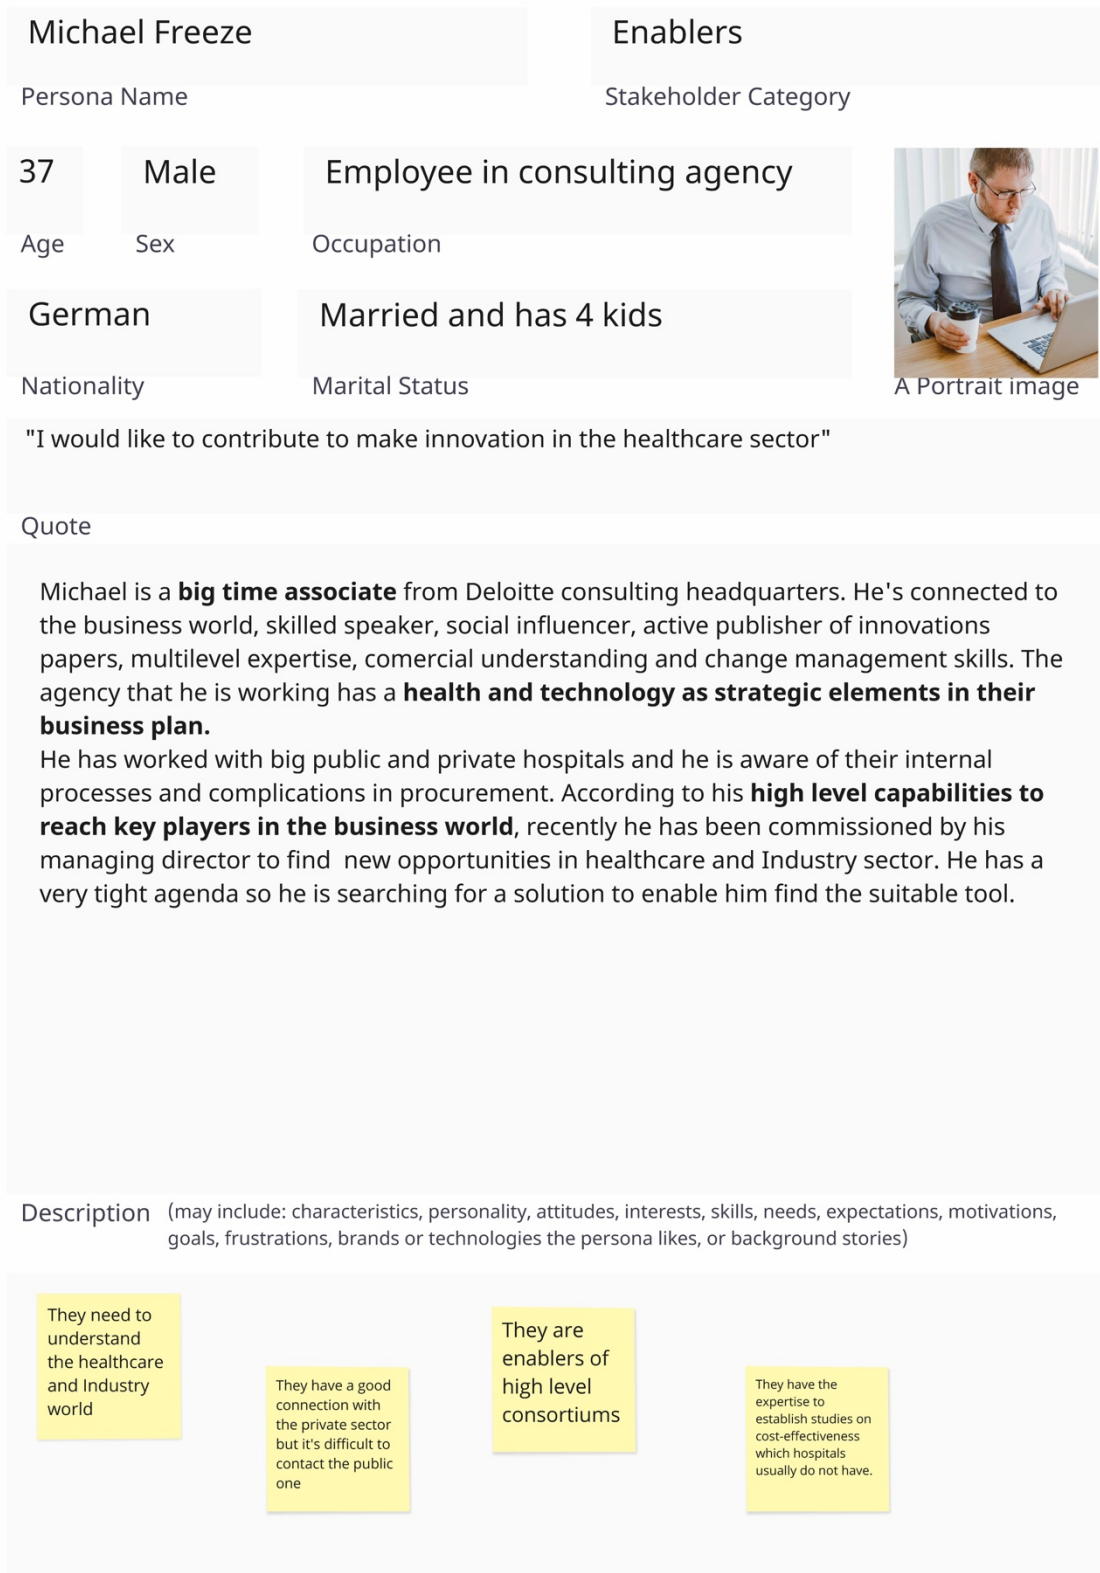 Michael Freeze
Enablers
Persona Name
Stakeholder Category
37
Male
Employee in consulting agency
Age
Sex
Occupation
German
Married and has 4 kids
Nationality
Marital Status
A Portrait image
"I would like to contribute to make innovation in the healthcare sector"
Quote
Michael is a big time associate from Deloitte consulting headquarters. He's connected to
the business world, skilled speaker, social influencer, active publisher of innovations
papers, multilevel expertise, comercial understanding and change management skills. The
agency that he is working has a health and technology as strategic elements in their
business plan.
He has worked with big public and private hospitals and he is aware of their internal
processes and complications in procurement. According to his high level capabilities to
reach key players in the business world, recently he has been commissioned by his
managing director to find  new opportunities in healthcare and Industry sector. He has a
very tight agenda so he is searching for a solution to enable him find the suitable tool.
Description
(may include: characteristics, personality, attitudes, interests, skills, needs, expectations, motivations,
goals, frustrations, brands or technologies the persona likes, or background stories)
They need to
understand
the healthcare
and Industry
world
They have a good
connection with
the private sector
but it's difficult to
contact the public
one
They are
enablers of
high level
consortiums
They have the
expertise to
establish studies on
cost-effectiveness
which hospitals
usually do not have.